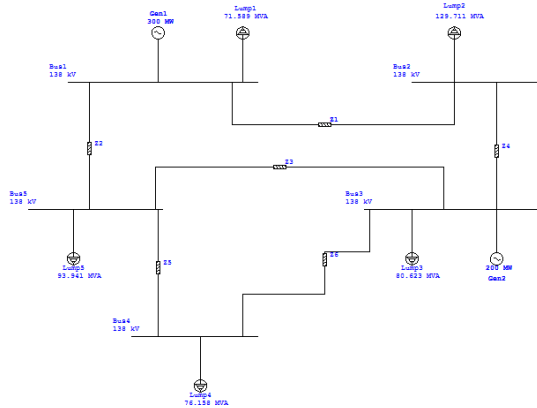 Gen1
300 MW
Lump1
71.589 MVA
Lump2
129.711 MVA
Bus1
138 kV
Bus2
138 kV
Z1
Z2
Z4
Z3
Bus5
138 kV
Bus3
138 kV
Lump5
93.941 MVA
Z5
Z6
Lump3
80.623 MVA
200 MW
Gen2
Bus4
138 kV
Lump4
76.158 MVA